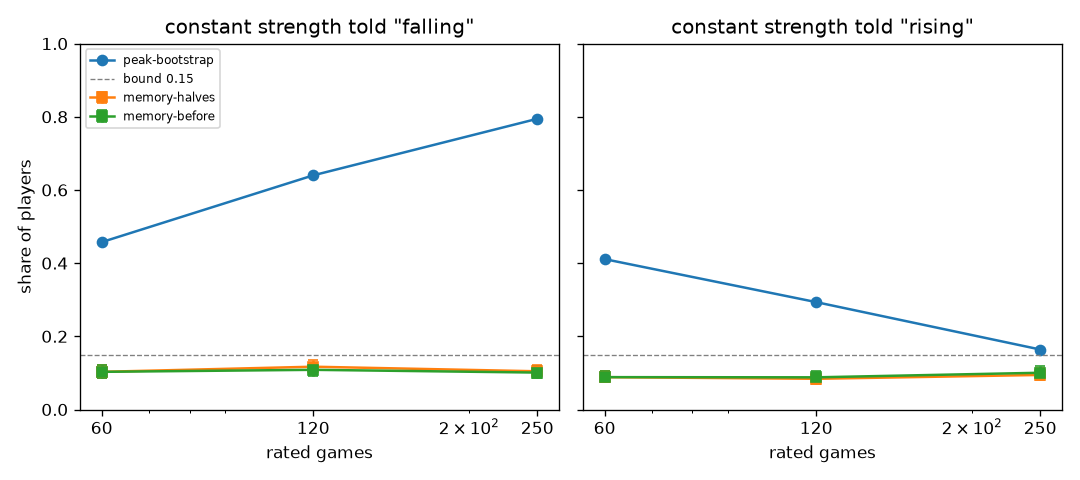 constant strength told "falling"
constant strength told "rising"
1.0
0.8
0.6
0.4
0.2
0.0
share of players
peak-bootstrap
bound 0.15
memory-halves
memory-before
60
120
2 × 10²
250
rated games
60
120
2 × 10²
250
rated games